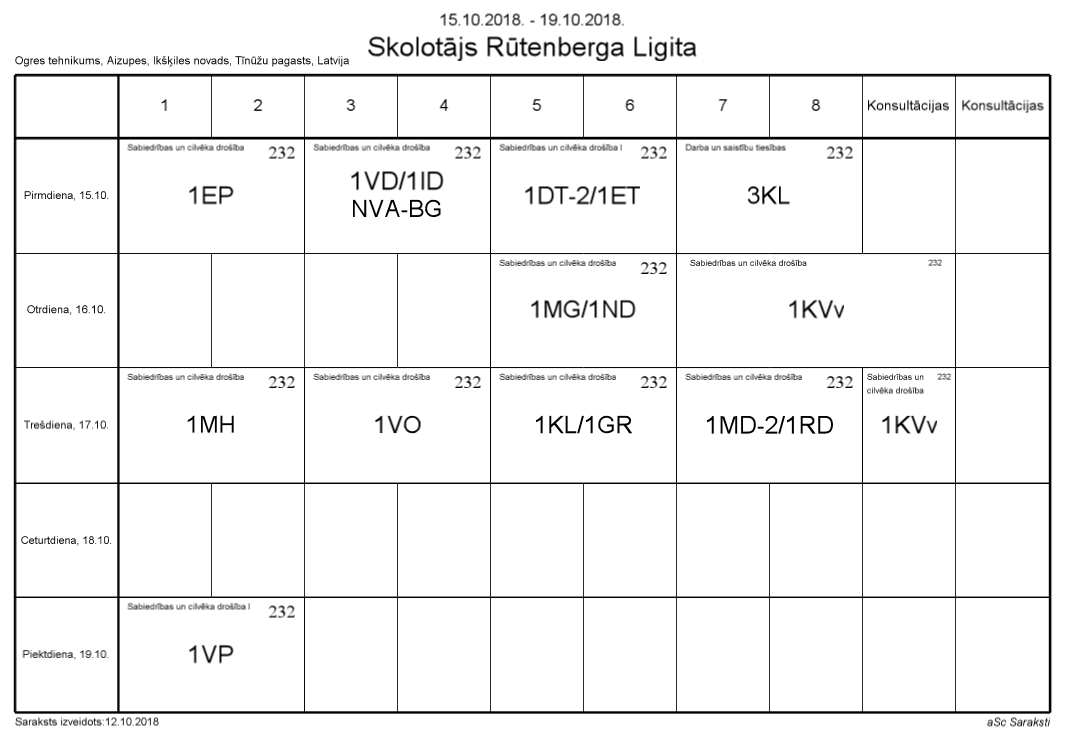 15.10.2018. - 19.10.2018.
Skolotājs Rūtenberga Ligita
Ogres tehnikums, Aizupes, Ikšķiles novads, Tīnūžu pagasts, Latvija
1 2 3 4 5 6 7 8 Konsultācijas Konsultācijas
Pirmdiena, 15.10.
Sabiedrības un cilvēka drošība 232
1EP
Sabiedrības un cilvēka drošība 232
1VD/1ID
NVA-BG
Sabiedrības un cilvēka drošība I 232
1DT-2/1ET
Darba un saistību tiesības 232
3KL
Otrdiena, 16.10.
Sabiedrības un cilvēka drošība 232
1MG/1ND
Sabiedrības un cilvēka drošība 232
1KVv
Trešdiena, 17.10.
Sabiedrības un cilvēka drošība 232
1MH
Sabiedrības un cilvēka drošība 232
1VO
Sabiedrības un cilvēka drošība 232
1KL/1GR
Sabiedrības un cilvēka drošība 232
1MD-2/1RD
Sabiedrības un 232
cilvēka drošība
1KVv
Ceturtdiena, 18.10.
Piektdiena, 19.10.
Sabiedrības un cilvēka drošība I 232
1VP
Saraksts izveidots:12.10.2018
aSc Saraksti